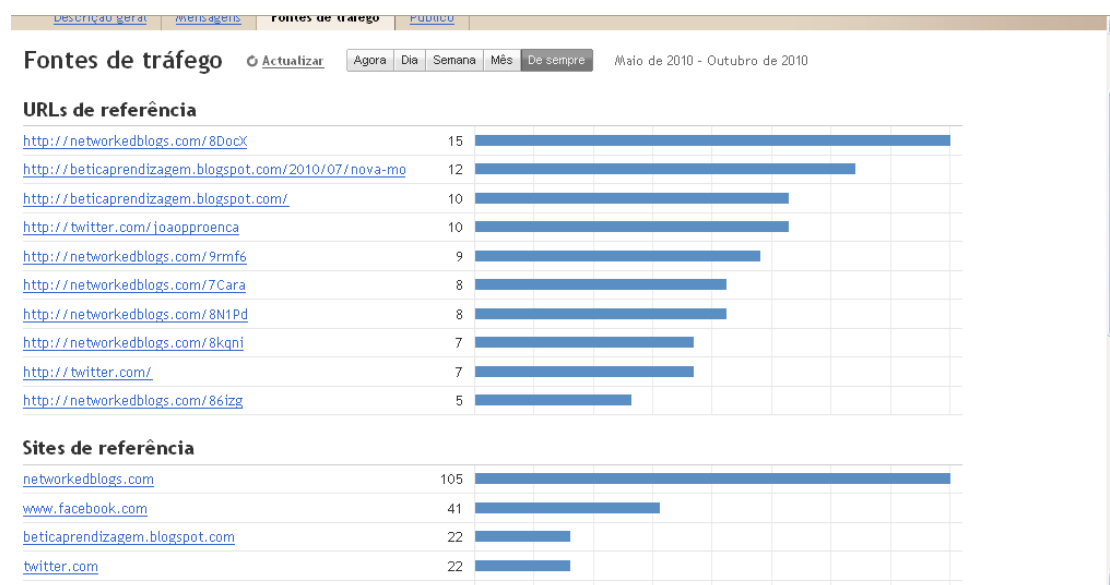 Descrição geral Mensagens Fontes de tráfego Público
Fontes de tráfego Actualizar Agora Dia Semana Mês De sempre Maio de 2010 - Outubro de 2010
URLs de referência
http://networkedblogs.com/8DocX 15
http://beticaprendizagem.blogspot.com/2010/07/nova-mo 12
http://beticaprendizagem.blogspot.com/ 10
http://twitter.com/joaopproenca 10
http://networkedblogs.com/9rmf6 9
http://networkedblogs.com/7Cara 8
http://networkedblogs.com/8N1Pd 8
http://networkedblogs.com/8kqni 7
http://twitter.com/ 7
http://networkedblogs.com/86izg 5
Sites de referência
networkedblogs.com 105
www.facebook.com 41
beticaprendizagem.blogspot.com 22
twitter.com 22